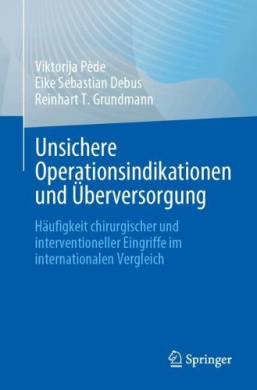 Viktorija Pède
Eike Sebastian Debus
Reinhart T. Grundmann
Unsichere
Operationsindikationen
und Überversorgung
Häufigkeit chirurgischer und
interventioneller Eingriffe im
internationalen Vergleich
Springer